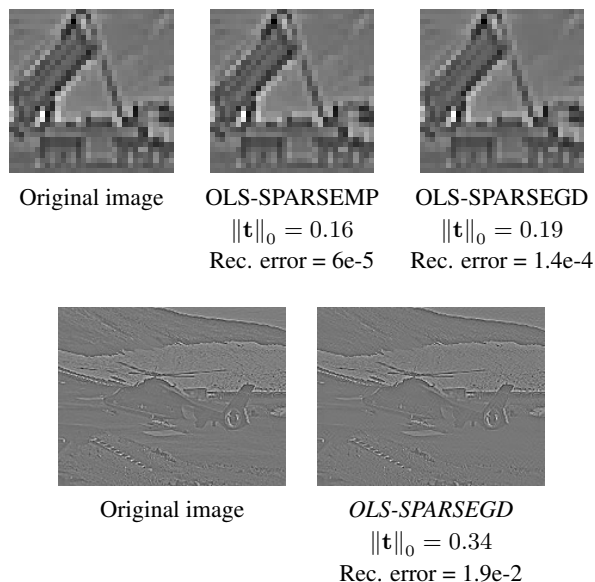 Original image
OLS-SPARSEMP
OLS-SPARSEGD
‖t‖₀ = 0.16
‖t‖₀ = 0.19
Rec. error = 6e-5
Rec. error = 1.4e-4
Original image
OLS-SPARSEGD
‖t‖₀ = 0.34
Rec. error = 1.9e-2